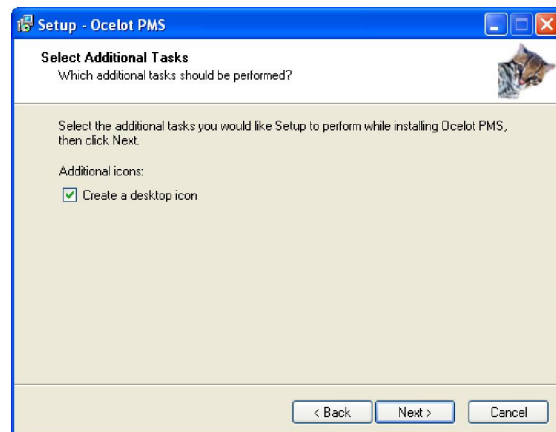 Setup - Ocelot PMS
Select Additional Tasks
Which additional tasks should be performed?
Select the additional tasks you would like Setup to perform while installing Ocelot PMS,
then click Next.
Additional icons:
Create a desktop icon
< Back
Next >
Cancel